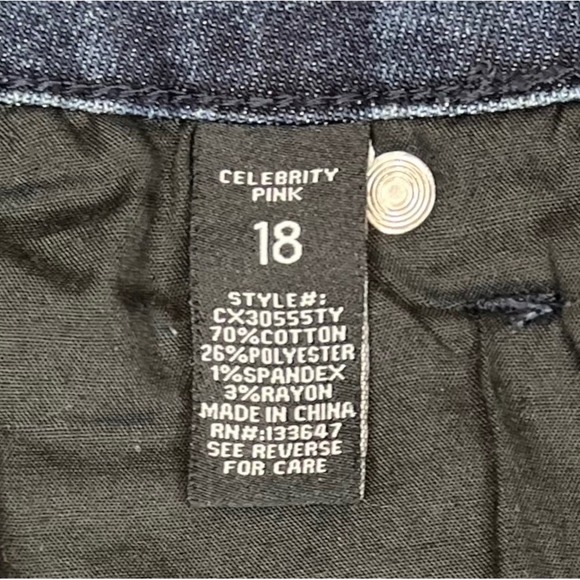 CELEBRITY
PINK
18
STYLE#:
CX30555TY
70%COTTON
26%POLYESTER
1%SPANDEX
3%RAYON
MADE IN CHINA
RN#:133647
SEE REVERSE
FOR CARE